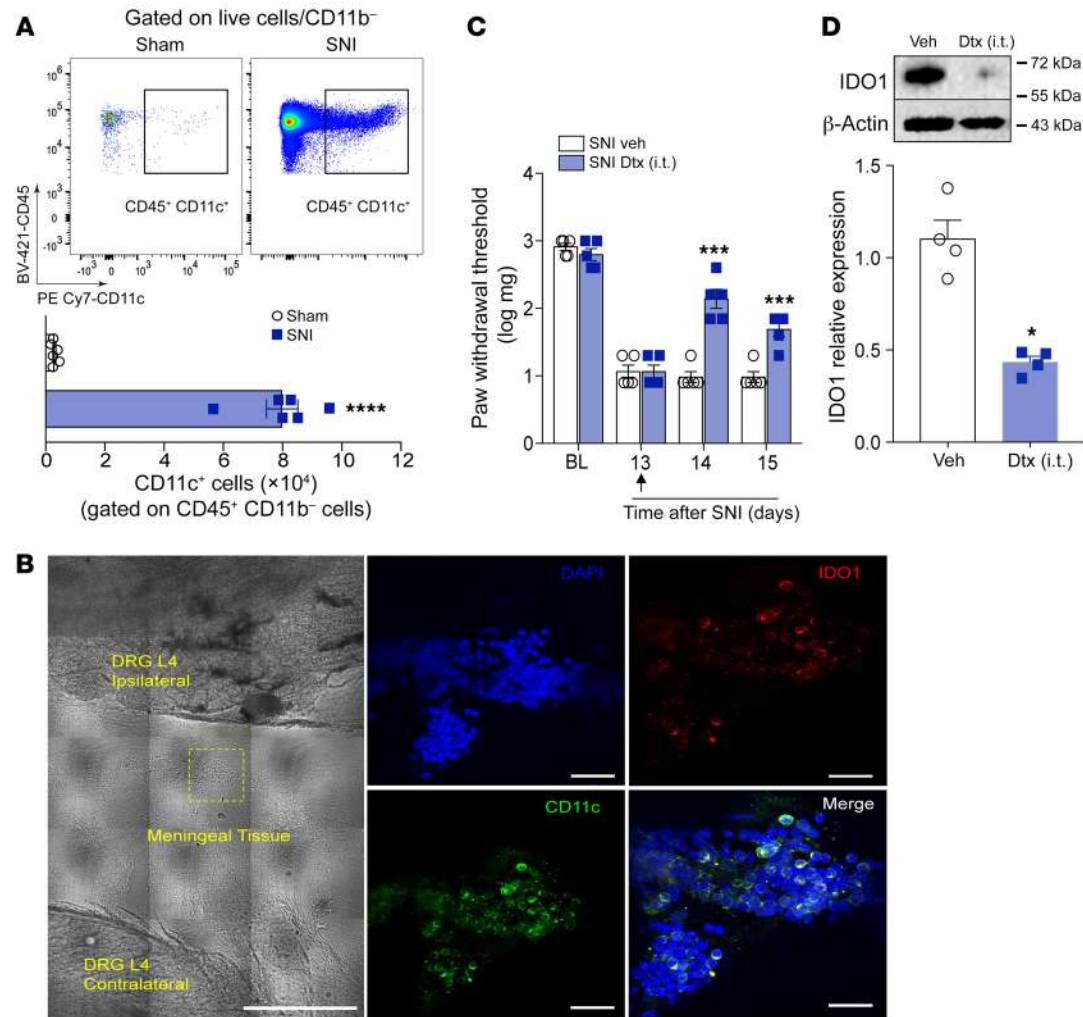 A
Gated on live cells/CD11b⁻
Sham
SNI
10⁶
10⁵
10⁴
10³
0
-10³
BV-421-CD45
CD45⁺ CD11c⁺
CD45⁺ CD11c⁺
-10³ 0 10³ 10⁴ 10⁵
-10³ 0 10³ 10⁴ 10⁵
PE Cy7-CD11c
Sham
SNI
****
0 2 4 6 8 10 12
CD11c⁺ cells (×10⁴)
(gated on CD45⁺ CD11b⁻ cells)
C
SNI veh
SNI Dtx (i.t.)
Paw withdrawal threshold
(log mg)
4
3
2
1
0
***
***
BL 13 14 15
Time after SNI (days)
D
Veh Dtx (i.t.)
IDO1
72 kDa
55 kDa
β-Actin
43 kDa
IDO1 relative expression
1.5
1.0
0.5
0.0
*
Veh Dtx (i.t.)
B
DRG L4
Ipsilateral
Meningeal Tissue
DRG L4
Contralateral
DAPI
IDO1
CD11c
Merge